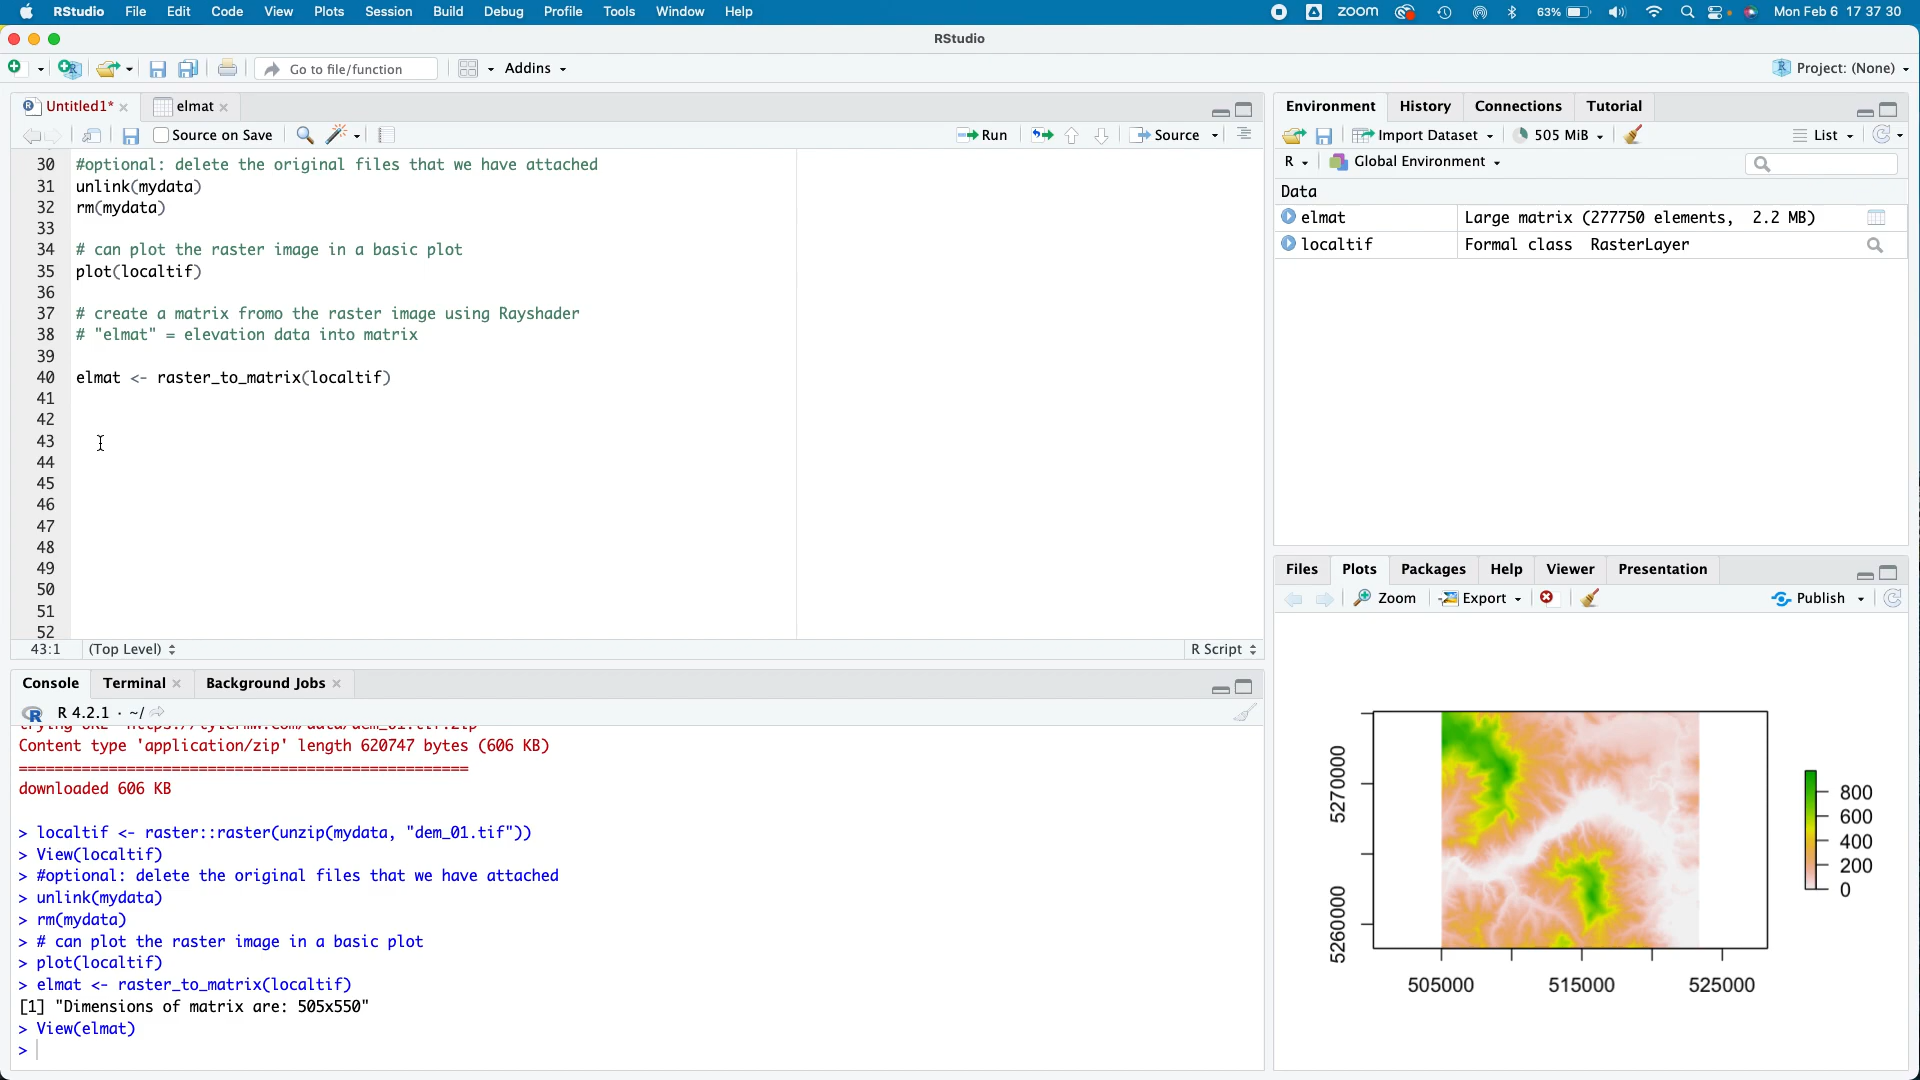 RStudio File Edit Code View Plots Session Build Debug Profile Tools Window Help
zoom 63% Mon Feb 6 17 37 30
RStudio
Go to file/function Addins Project: (None)
Untitled1* elmat
Source on Save Run Source
30 #optional: delete the original files that we have attached
31 unlink(mydata)
32 rm(mydata)
33
34 # can plot the raster image in a basic plot
35 plot(localtif)
36
37 # create a matrix fromo the raster image using Rayshader
38 # "elmat" = elevation data into matrix
39
40 elmat <- raster_to_matrix(localtif)
41
42
43
44
45
46
47
48
49
50
51
52
43:1 (Top Level) R Script
Console Terminal Background Jobs
R 4.2.1 · ~/
Content type 'application/zip' length 620747 bytes (606 KB)
==================================================
downloaded 606 KB
> localtif <- raster::raster(unzip(mydata, "dem_01.tif"))
> View(localtif)
> #optional: delete the original files that we have attached
> unlink(mydata)
> rm(mydata)
> # can plot the raster image in a basic plot
> plot(localtif)
> elmat <- raster_to_matrix(localtif)
[1] "Dimensions of matrix are: 505x550"
> View(elmat)
>
Environment History Connections Tutorial
Import Dataset 505 MiB List
R Global Environment
Data
elmat Large matrix (277750 elements, 2.2 MB)
localtif Formal class RasterLayer
Files Plots Packages Help Viewer Presentation
Zoom Export Publish
5270000
5260000
505000 515000 525000
800
600
400
200
0